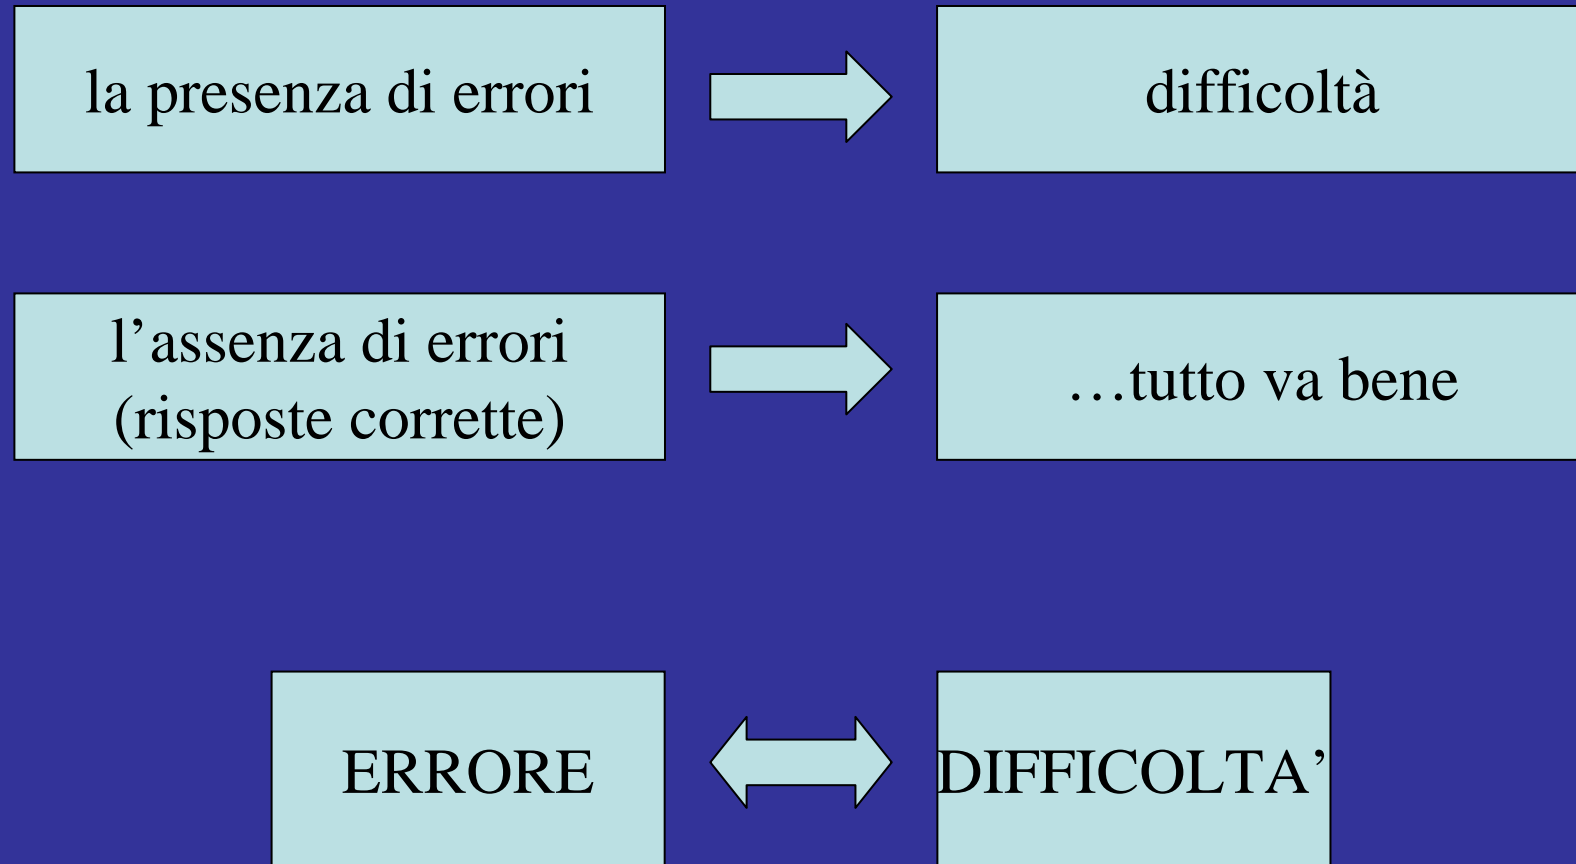 la presenza di errori
difficoltà
l’assenza di errori
(risposte corrette)
…tutto va bene
ERRORE
DIFFICOLTA’